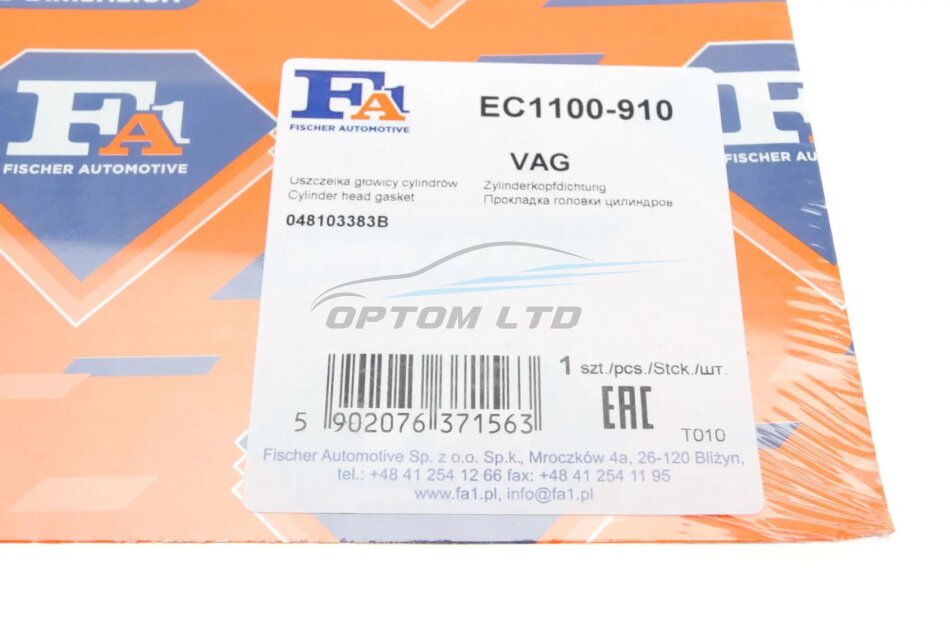 DIMENSION
FA1
FISCHER AUTOMOTIVE
FA1
FISCHER AUTOMOTIVE
EC1100-910
VAG
Uszczelka głowicy cylindrów
Cylinder head gasket
Zylinderkopfdichtung
Прокладка головки цилиндров
048103383B
OPTOM LTD
1 szt./pcs./Stck./шт.
5 902076 371563
EAC
T010
Fischer Automotive Sp. z o.o. Sp.k., Mroczków 4a, 26-120 Bliżyn,
tel.: +48 41 254 12 66 fax: +48 41 254 11 95
www.fa1.pl, info@fa1.pl
FISCHER